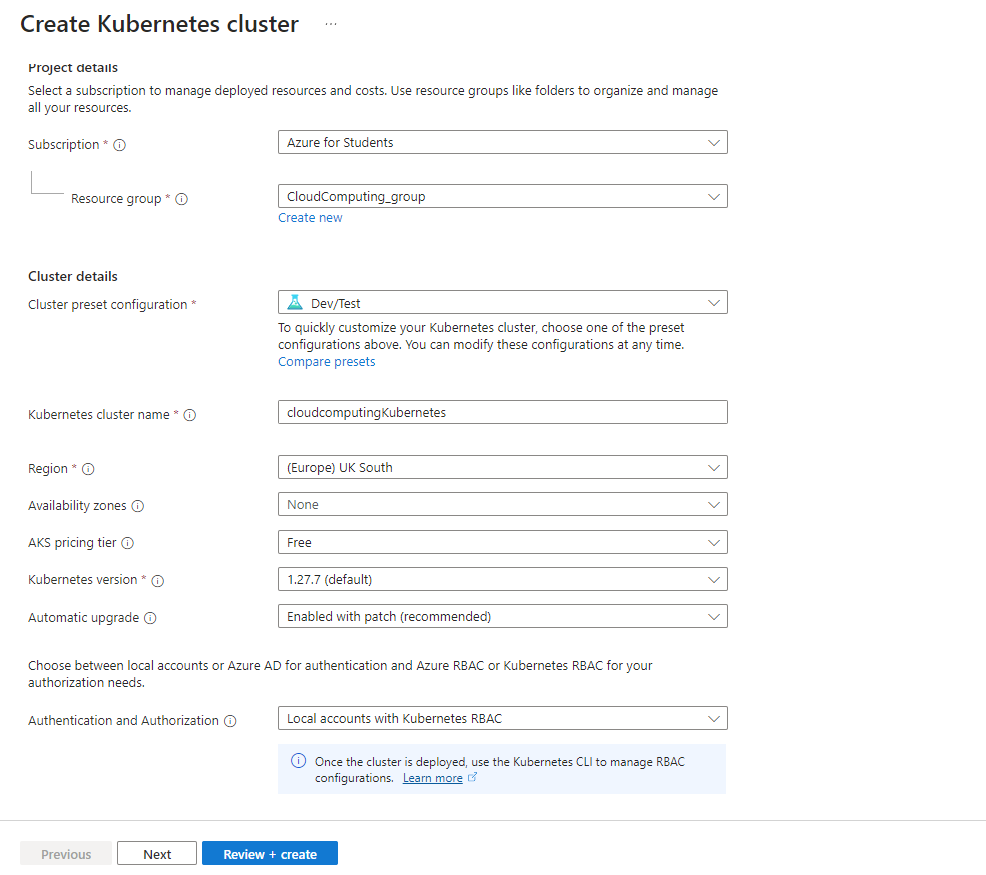 Create Kubernetes cluster ...
Project details
Select a subscription to manage deployed resources and costs. Use resource groups like folders to organize and manage
all your resources.
Subscription * Azure for Students
Resource group * CloudComputing_group
Create new
Cluster details
Cluster preset configuration * Dev/Test
To quickly customize your Kubernetes cluster, choose one of the preset
configurations above. You can modify these configurations at any time.
Compare presets
Kubernetes cluster name * cloudcomputingKubernetes
Region * (Europe) UK South
Availability zones None
AKS pricing tier Free
Kubernetes version * 1.27.7 (default)
Automatic upgrade Enabled with patch (recommended)
Choose between local accounts or Azure AD for authentication and Azure RBAC or Kubernetes RBAC for your
authorization needs.
Authentication and Authorization Local accounts with Kubernetes RBAC
Once the cluster is deployed, use the Kubernetes CLI to manage RBAC
configurations. Learn more
Previous Next Review + create